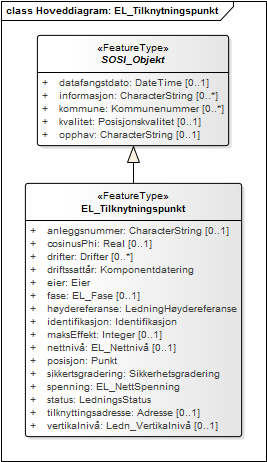 class Hoveddiagram: EL_Tilknytningspunkt
«FeatureType»
SOSI_Objekt
+ datafangstdato: DateTime [0..1]
+ informasjon: CharacterString [0..*]
+ kommune: Kommunenummer [0..*]
+ kvalitet: Posisjonskvalitet [0..1]
+ opphav: CharacterString [0..1]
«FeatureType»
EL_Tilknytningspunkt
+ anleggsnummer: CharacterString [0..1]
+ cosinusPhi: Real [0..1]
+ drifter: Drifter [0..*]
+ driftssattår: Komponentdatering
+ eier: Eier
+ fase: EL_Fase [0..1]
+ høydereferanse: LedningHøydereferanse
+ identifikasjon: Identifikasjon
+ maksEffekt: Integer [0..1]
+ nettnivå: EL_Nettnivå [0..1]
+ posisjon: Punkt
+ sikkertsgradering: Sikkerhetsgradering
+ spenning: EL_NettSpenning
+ status: LedningsStatus
+ tilknyttingsadresse: Adresse [0..1]
+ vertikalnivå: Ledn_Vertikalnivå [0..1]